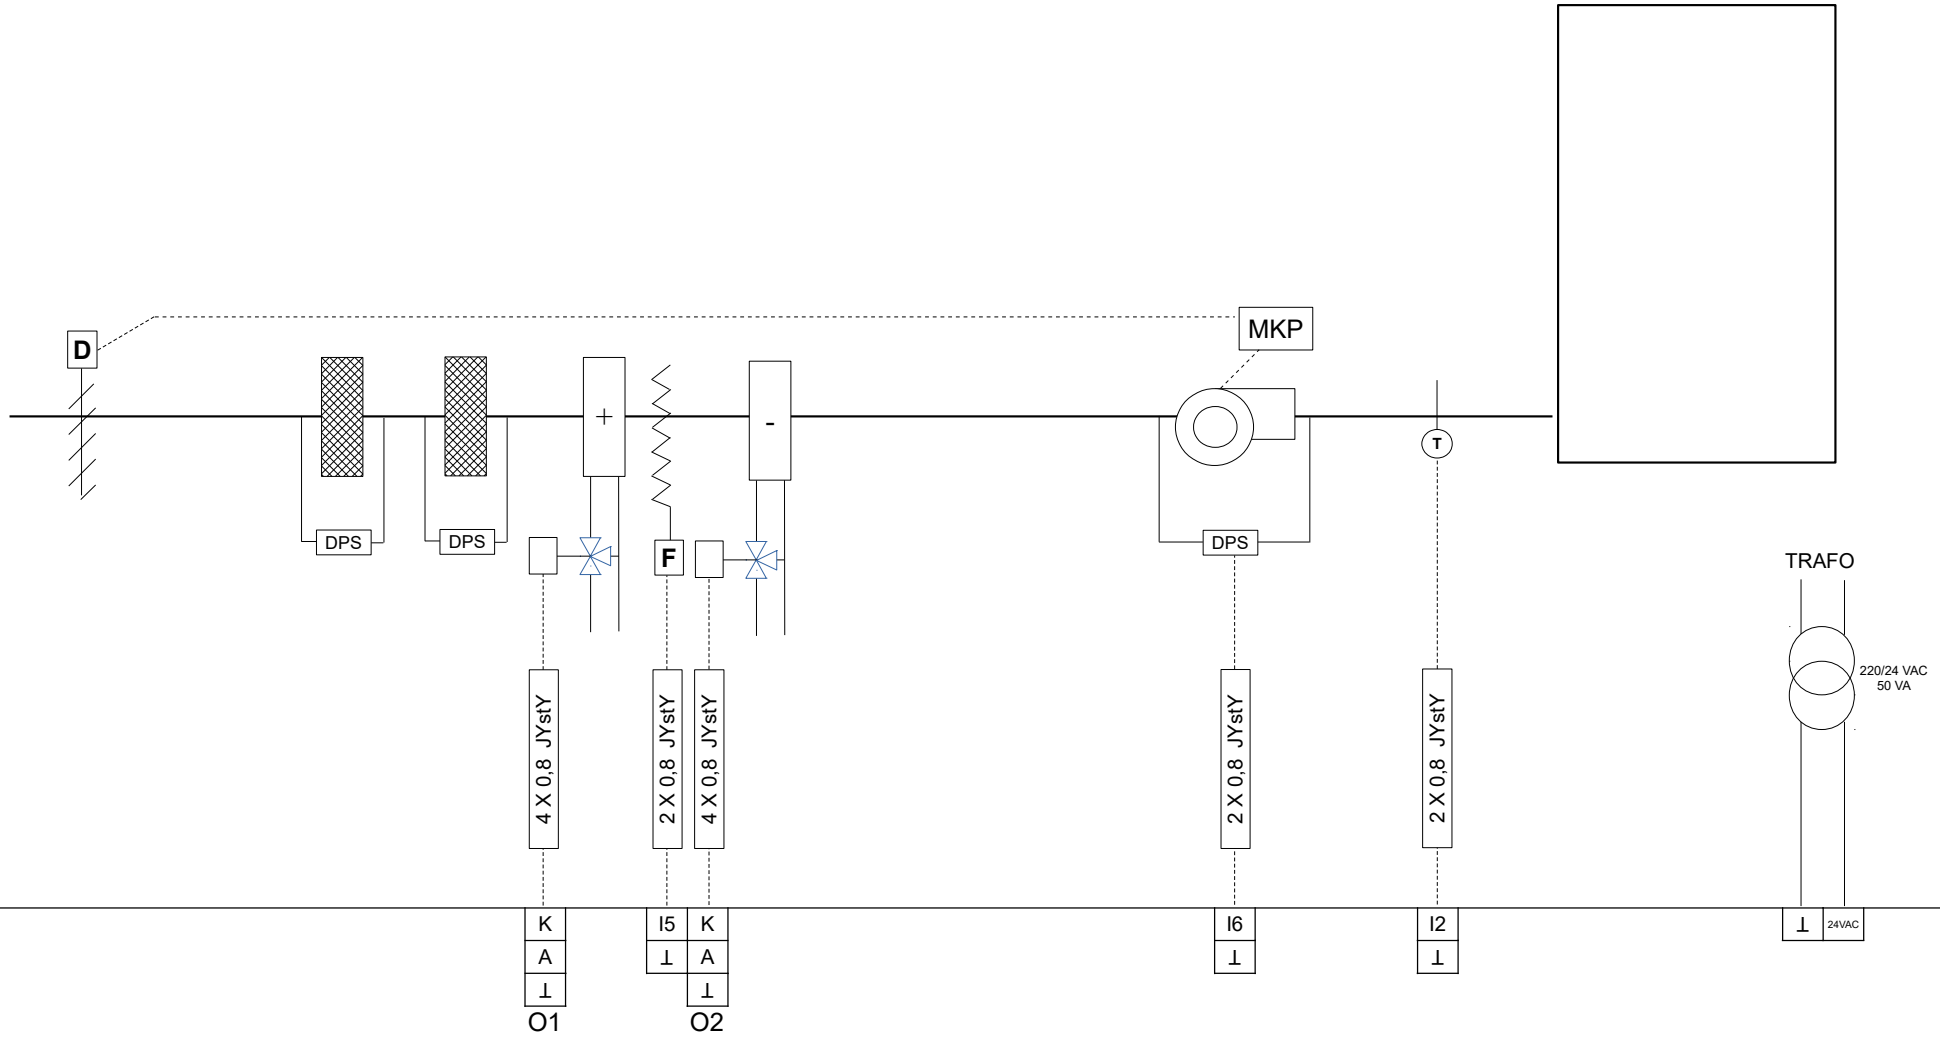 MKP
D
+
-
T
DPS
DPS
F
DPS
TRAFO
220/24 VAC
50 VA
4 X 0,8 JYstY
2 X 0,8 JYstY
4 X 0,8 JYstY
2 X 0,8 JYstY
2 X 0,8 JYstY
K
A
⊥
O1
I5
⊥
K
A
⊥
O2
I6
⊥
I2
⊥
⊥
24VAC